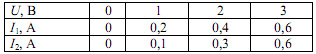 U, В 0 1 2 3
I₁, А 0 0,2 0,4 0,6
I₂, А 0 0,1 0,3 0,6